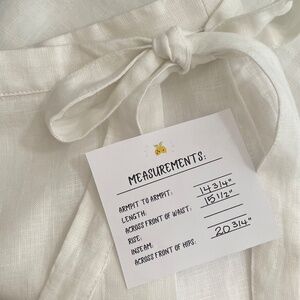 MEASUREMENTS:
ARMPIT TO ARMPIT: 14 3/4"
LENGTH: 15 1/2"
ACROSS FRONT OF WAIST:
RISE:
INSEAM: 20 3/4"
ACROSS FRONT OF HIPS: